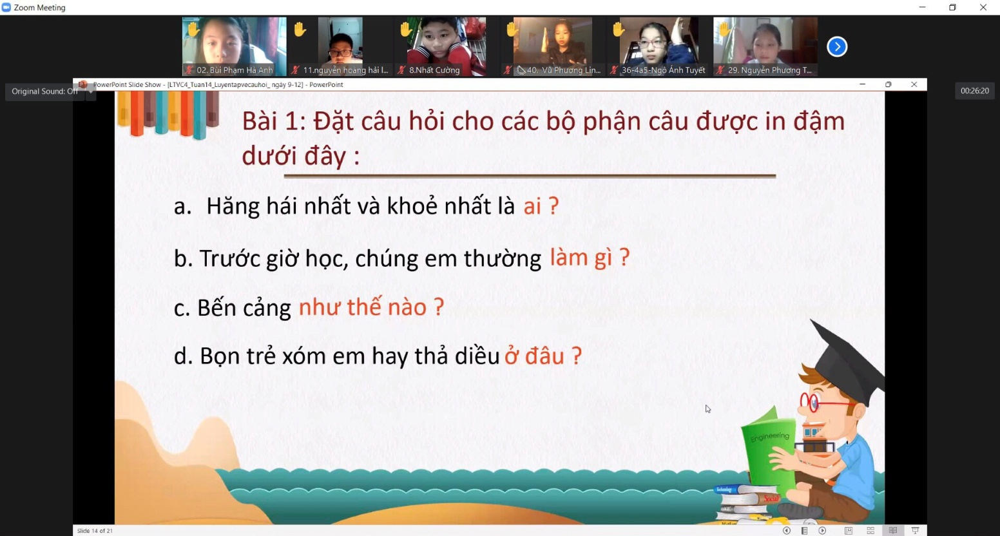 Zoom Meeting
02. Bùi Phạm Hà Anh
11.nguyễn hoàng hải l...
8.Nhất Cường
40. Vũ Phương Lin...
36-4a5-Ngô Ánh Tuyết
29. Nguyễn Phương T...
Original Sound: Off
PowerPoint Slide Show - [LTVC4_Tuan14_Luyentapvecauhoi_ ngày 9-12] - PowerPoint
00:26:20
Bài 1: Đặt câu hỏi cho các bộ phận câu được in đậm
dưới đây :
a. Hăng hái nhất và khoẻ nhất là ai ?
b. Trước giờ học, chúng em thường làm gì ?
c. Bến cảng như thế nào ?
d. Bọn trẻ xóm em hay thả diều ở đâu ?
Engineering
Technology
Social
Slide 14 of 21